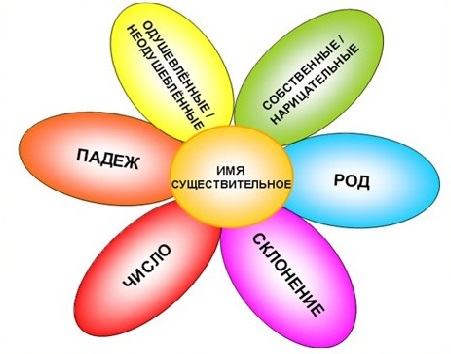 ОДУШЕВЛЁННЫЕ /
НЕОДУШЕВЛЁННЫЕ
СОБСТВЕННЫЕ /
НАРИЦАТЕЛЬНЫЕ
ПАДЕЖ
ИМЯ
СУЩЕСТВИТЕЛЬНОЕ
РОД
ЧИСЛО
СКЛОНЕНИЕ